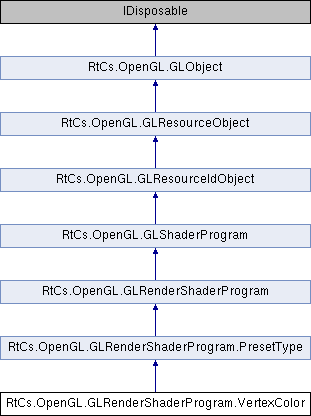 IDisposable
RtCs.OpenGL.GLObject
RtCs.OpenGL.GLResourceObject
RtCs.OpenGL.GLResourceIdObject
RtCs.OpenGL.GLShaderProgram
RtCs.OpenGL.GLRenderShaderProgram
RtCs.OpenGL.GLRenderShaderProgram.PresetType
RtCs.OpenGL.GLRenderShaderProgram.VertexColor